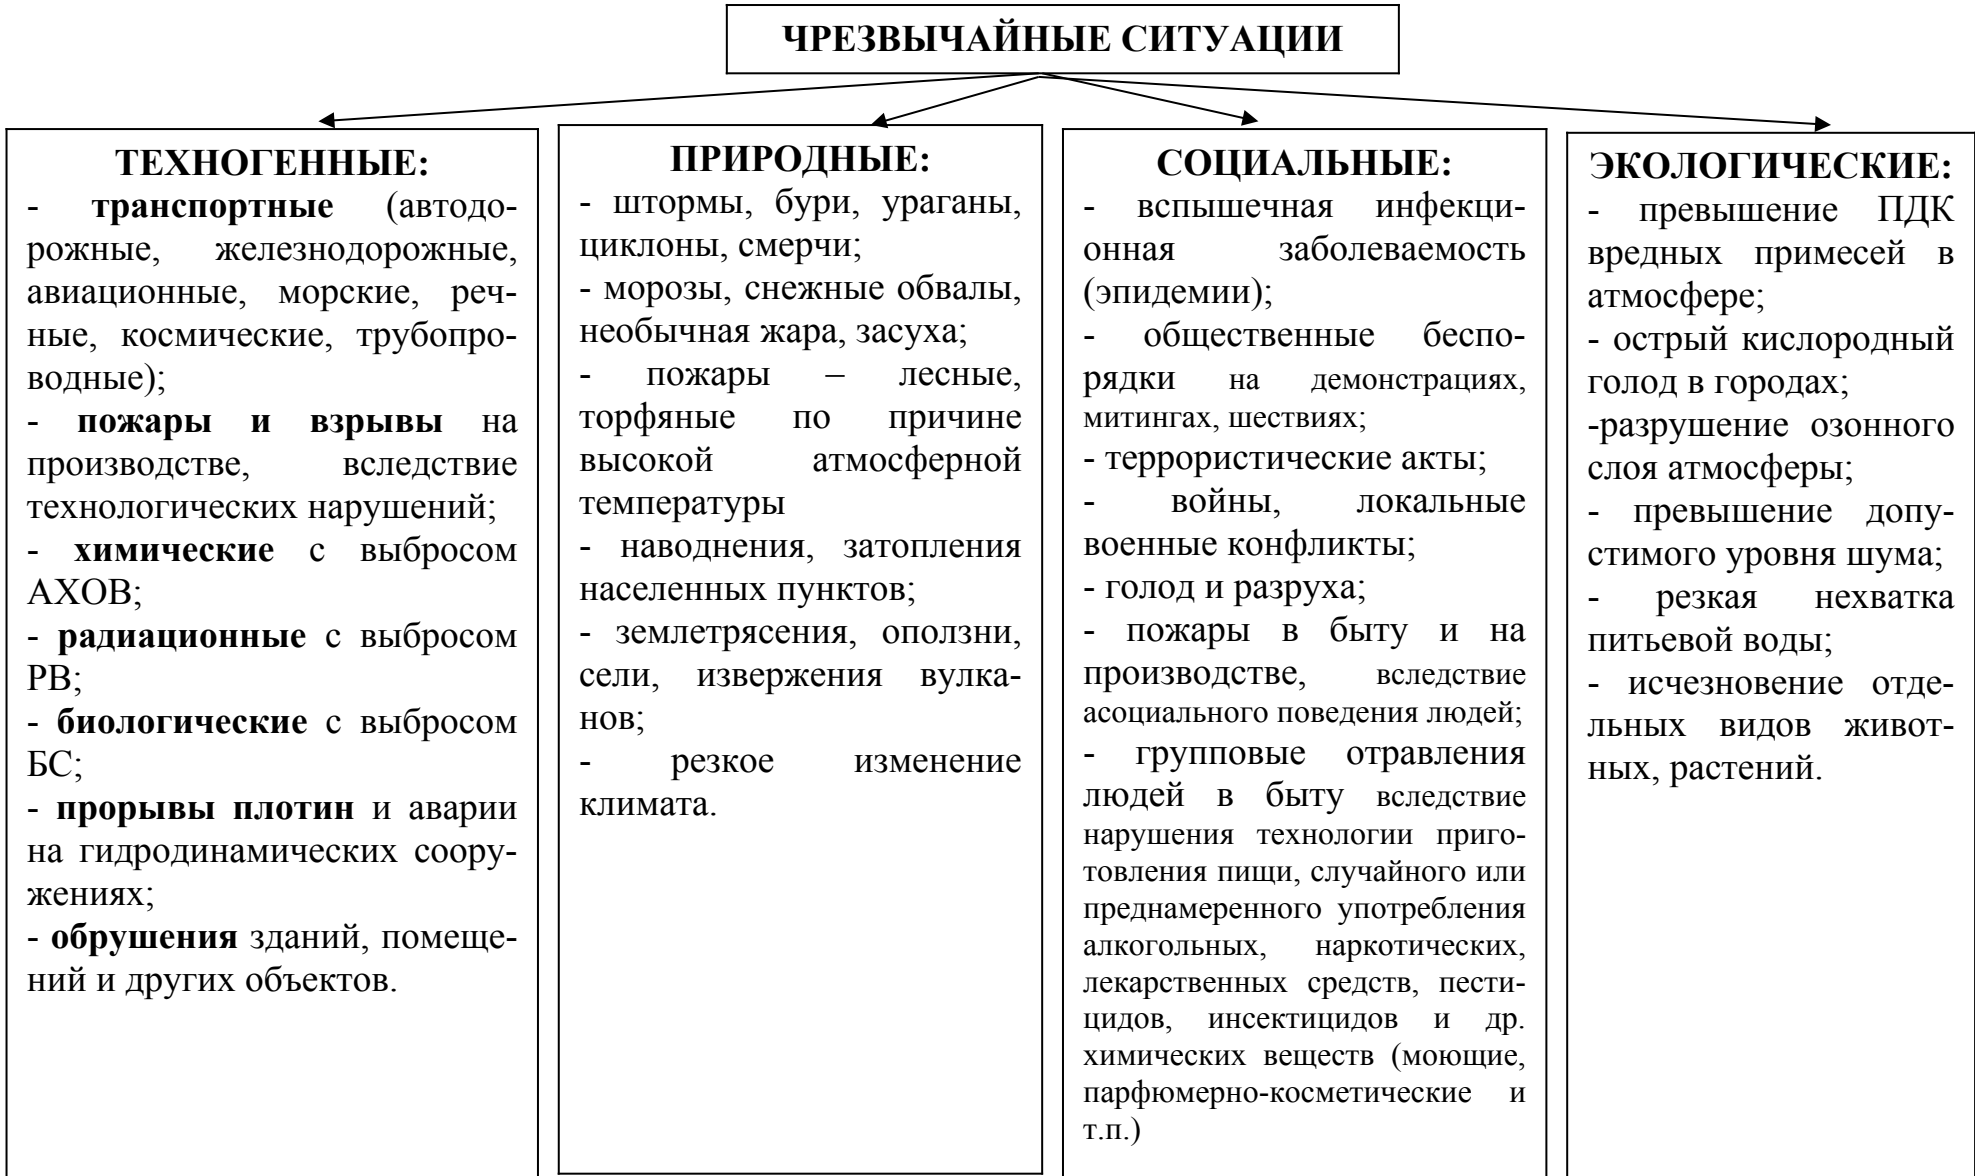 ЧРЕЗВЫЧАЙНЫЕ СИТУАЦИИ
ТЕХНОГЕННЫЕ:
- транспортные (автодо-
рожные, железнодорожные,
авиационные, морские, реч-
ные, космические, трубопро-
водные);
- пожары и взрывы на
производстве, вследствие
технологических нарушений;
- химические с выбросом
АХОВ;
- радиационные с выбросом
РВ;
- биологические с выбросом
БС;
- прорывы плотин и аварии
на гидродинамических соору-
жениях;
- обрушения зданий, помеще-
ний и других объектов.
ПРИРОДНЫЕ:
- штормы, бури, ураганы,
циклоны, смерчи;
- морозы, снежные обвалы,
необычная жара, засуха;
- пожары – лесные,
торфяные по причине
высокой атмосферной
температуры
- наводнения, затопления
населенных пунктов;
- землетрясения, оползни,
сели, извержения вулка-
нов;
- резкое изменение
климата.
СОЦИАЛЬНЫЕ:
- вспышечная инфекци-
онная заболеваемость
(эпидемии);
- общественные беспо-
рядки на демонстрациях,
митингах, шествиях;
- террористические акты;
- войны, локальные
военные конфликты;
- голод и разруха;
- пожары в быту и на
производстве, вследствие
асоциального поведения людей;
- групповые отравления
людей в быту вследствие
нарушения технологии приго-
товления пищи, случайного или
преднамеренного употребления
алкогольных, наркотических,
лекарственных средств, пести-
цидов, инсектицидов и др.
химических веществ (моющие,
парфюмерно-косметические и
т.п.)
ЭКОЛОГИЧЕСКИЕ:
- превышение ПДК
вредных примесей в
атмосфере;
- острый кислородный
голод в городах;
-разрушение озонного
слоя атмосферы;
- превышение допу-
стимого уровня шума;
- резкая нехватка
питьевой воды;
- исчезновение отде-
льных видов живот-
ных, растений.